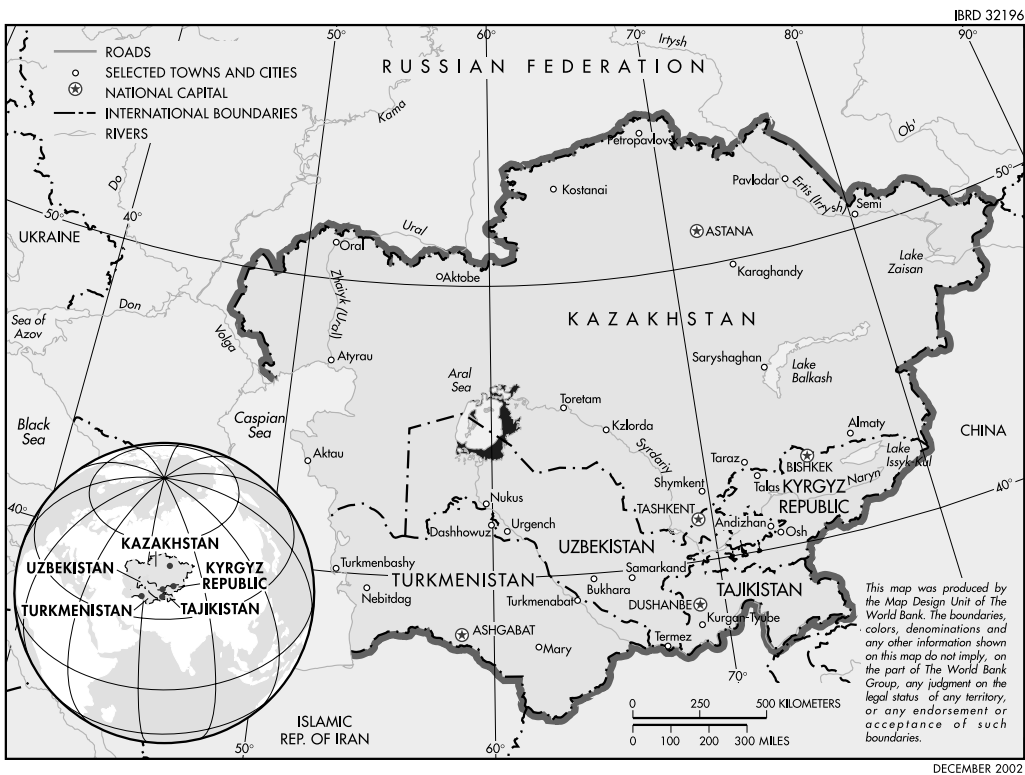 IBRD 32196
50°
60°
70°
80°
90°
ROADS
SELECTED TOWNS AND CITIES
NATIONAL CAPITAL
INTERNATIONAL BOUNDARIES
RIVERS
Irtysh
RUSSIAN FEDERATION
Kama
Ob'
Petropavlovsk
Do
Kostanai
Pavlodar
Ertis (Irtysh)
Semi
50°
50°
40°
UKRAINE
Ural
Oral
ASTANA
Lake
Zaisan
Aktobe
Karaghandy
Zhaiyk (Ural)
Don
Sea of
Azov
Volga
KAZAKHSTAN
Atyrau
Saryshaghan
Lake
Balkash
Aral
Sea
Toretam
Black
Sea
Caspian
Sea
Kzlorda
Almaty
CHINA
Syrdariy
Aktau
Taraz
BISHKEK
Lake
Issyk-Kul
Talas
Naryn
Shymkent
KYRGYZ
REPUBLIC
40°
40°
Nukus
TASHKENT
Andizhan
Osh
Dashhowuz
Urgench
UZBEKISTAN
KAZAKHSTAN
UZBEKISTAN
KYRGYZ
REPUBLIC
TURKMENISTAN
TAJIKISTAN
Turkmenbashy
TURKMENISTAN
Samarkand
Bukhara
TAJIKISTAN
Nebitdag
Turkmenabat
DUSHANBE
Kurgan-Tyube
ASHGABAT
Mary
Termez
70°
This map was produced by
the Map Design Unit of The
World Bank. The boundaries,
colors, denominations and
any other information shown
on this map do not imply, on
the part of The World Bank
Group, any judgment on the
legal status of any territory,
or any endorsement or
acceptance of such
boundaries.
0 250 500 KILOMETERS
0 100 200 300 MILES
ISLAMIC
REP. OF IRAN
50°
60°
DECEMBER 2002